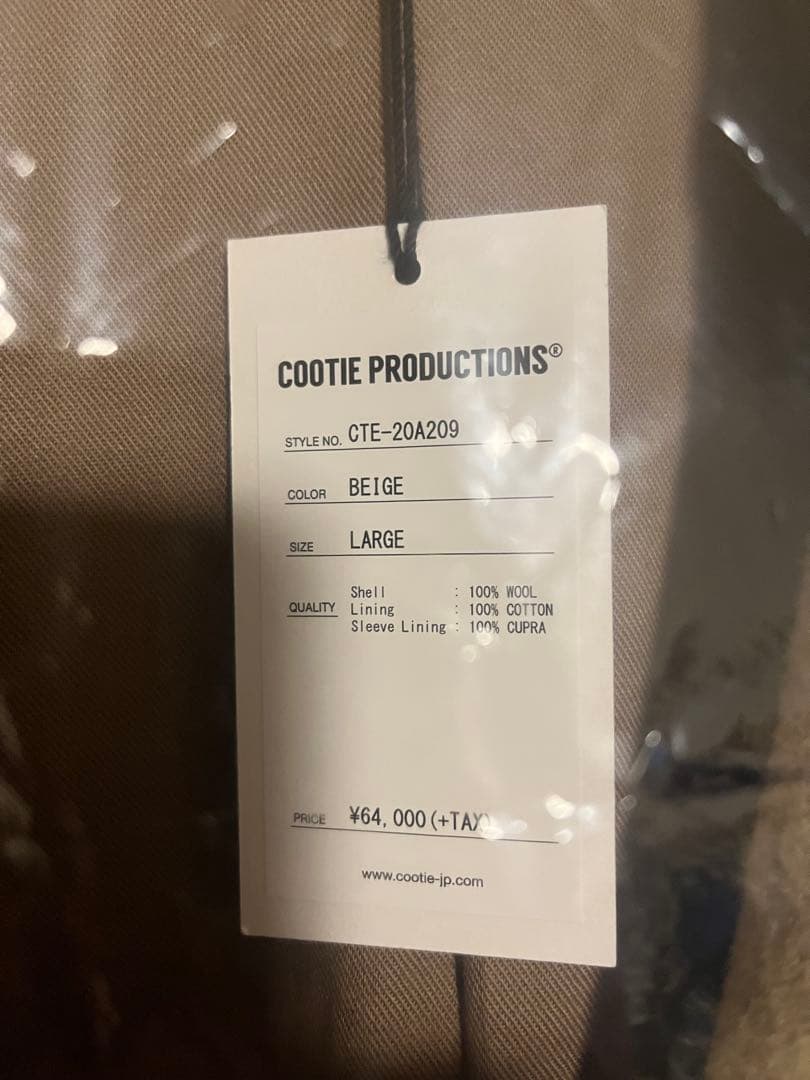 COOTIE PRODUCTIONS®
STYLE NO. CTE-20A209
COLOR BEIGE
SIZE LARGE
QUALITY
Shell : 100% WOOL
Lining : 100% COTTON
Sleeve Lining : 100% CUPRA
PRICE ¥64,000(+TAX)
www.cootie-jp.com